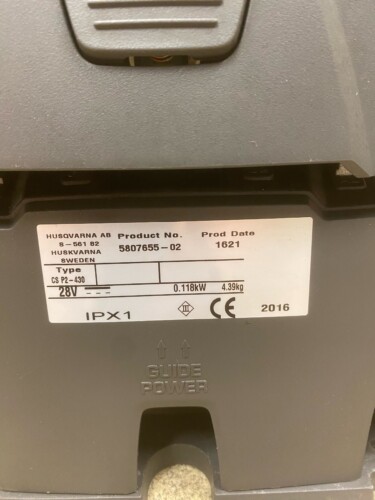 HUSQVARNA AB
S-561 82
HUSKVARNA
SWEDEN
Product No.
5807655-02
Prod Date
1621
Type
CS P2-430
28V
0.118kW
4.39kg
IPX1
III
CE
2016
GUIDE
POWER